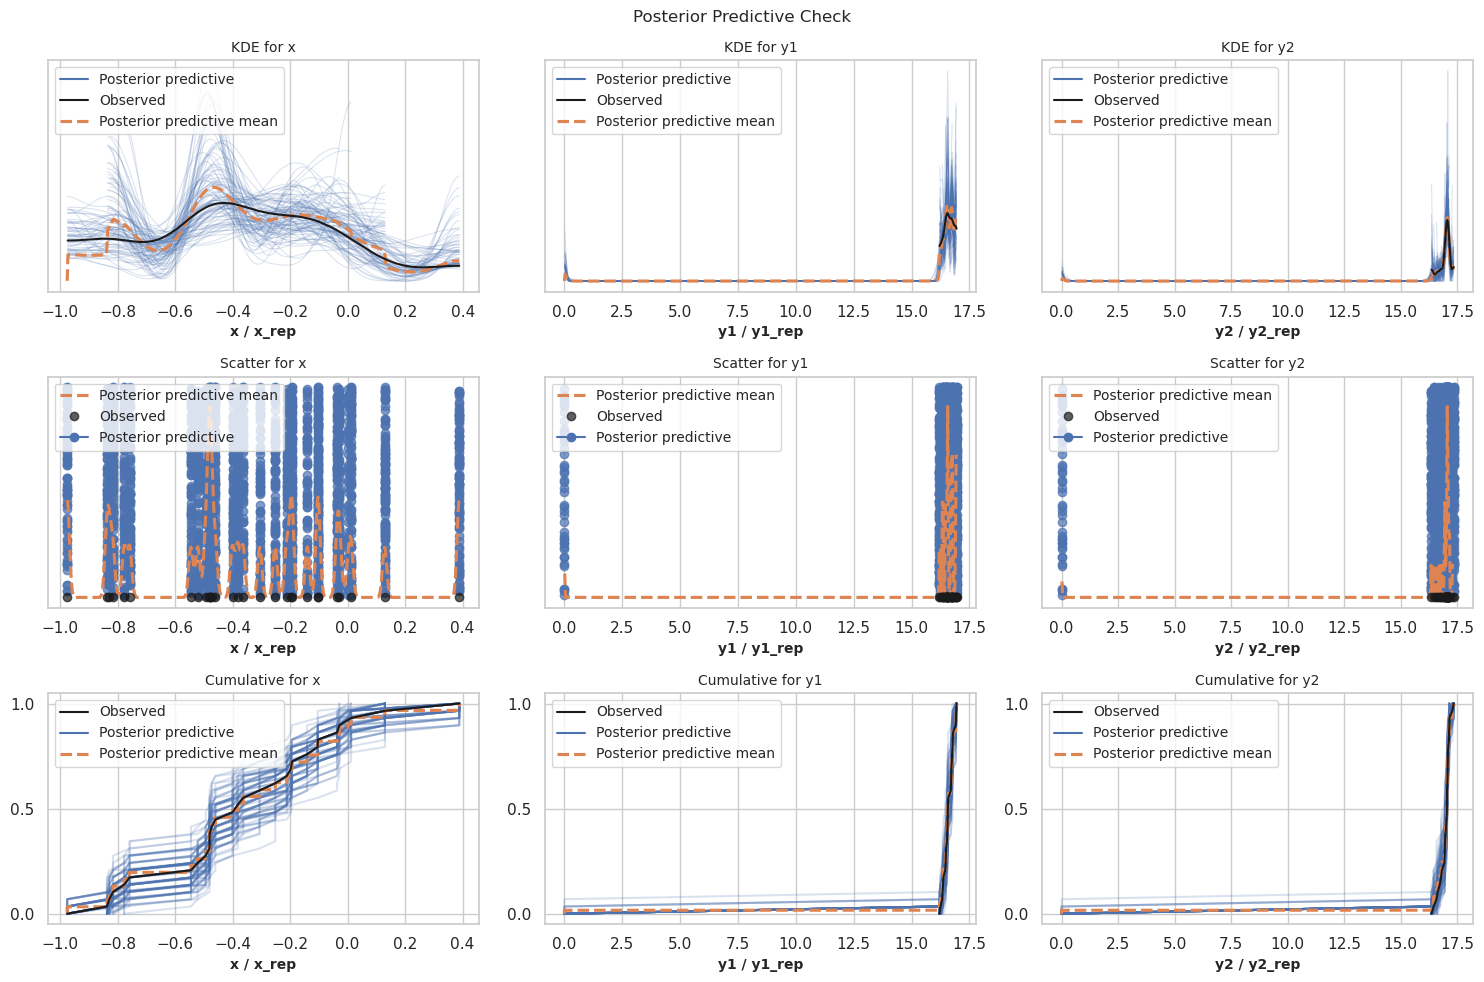 Posterior Predictive Check
KDE for x
Posterior predictive
Observed
Posterior predictive mean
−1.0 −0.8 −0.6 −0.4 −0.2 0.0 0.2 0.4
x / x_rep
KDE for y1
Posterior predictive
Observed
Posterior predictive mean
0.0 2.5 5.0 7.5 10.0 12.5 15.0 17.5
y1 / y1_rep
KDE for y2
Posterior predictive
Observed
Posterior predictive mean
0.0 2.5 5.0 7.5 10.0 12.5 15.0 17.5
y2 / y2_rep
Scatter for x
Posterior predictive mean
Observed
Posterior predictive
−1.0 −0.8 −0.6 −0.4 −0.2 0.0 0.2 0.4
x / x_rep
Scatter for y1
Posterior predictive mean
Observed
Posterior predictive
0.0 2.5 5.0 7.5 10.0 12.5 15.0 17.5
y1 / y1_rep
Scatter for y2
Posterior predictive mean
Observed
Posterior predictive
0.0 2.5 5.0 7.5 10.0 12.5 15.0 17.5
y2 / y2_rep
Cumulative for x
1.0
0.5
0.0
Observed
Posterior predictive
Posterior predictive mean
−1.0 −0.8 −0.6 −0.4 −0.2 0.0 0.2 0.4
x / x_rep
Cumulative for y1
1.0
0.5
0.0
Observed
Posterior predictive
Posterior predictive mean
0.0 2.5 5.0 7.5 10.0 12.5 15.0 17.5
y1 / y1_rep
Cumulative for y2
1.0
0.5
0.0
Observed
Posterior predictive
Posterior predictive mean
0.0 2.5 5.0 7.5 10.0 12.5 15.0 17.5
y2 / y2_rep